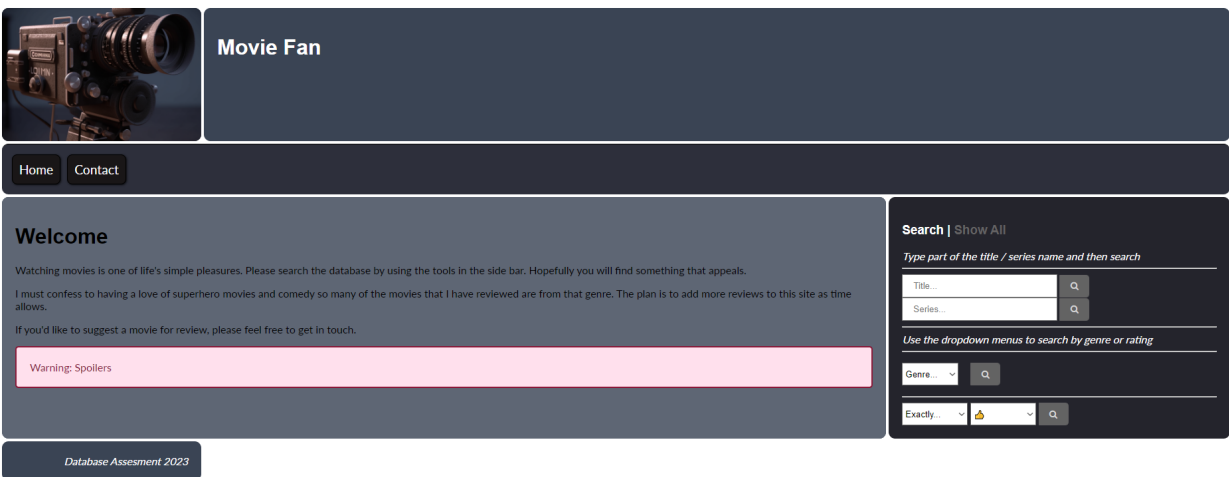 Movie Fan
Home
Contact
Welcome
Watching movies is one of life's simple pleasures. Please search the database by using the tools in the side bar. Hopefully you will find something that appeals.
I must confess to having a love of superhero movies and comedy so many of the movies that I have reviewed are from that genre. The plan is to add more reviews to this site as time
allows.
If you'd like to suggest a movie for review, please feel free to get in touch.
Warning: Spoilers
Search | Show All
Type part of the title / series name and then search
Title...
Series...
Use the dropdown menus to search by genre or rating
Genre...
Exactly... 👍
Database Assesment 2023